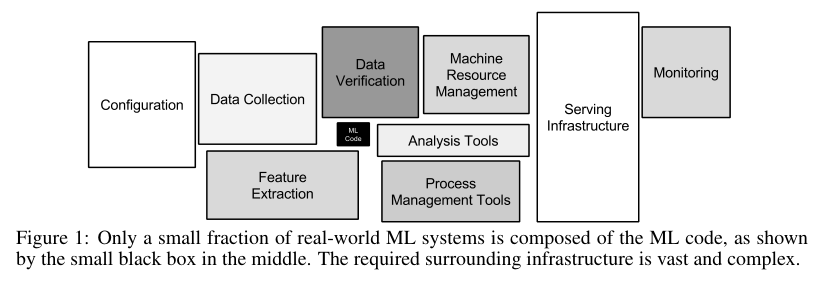 Configuration
Data Collection
Data
Verification
Machine
Resource
Management
Serving
Infrastructure
Monitoring
ML
Code
Analysis Tools
Feature
Extraction
Process
Management Tools
Figure 1: Only a small fraction of real-world ML systems is composed of the ML code, as shown
by the small black box in the middle. The required surrounding infrastructure is vast and complex.